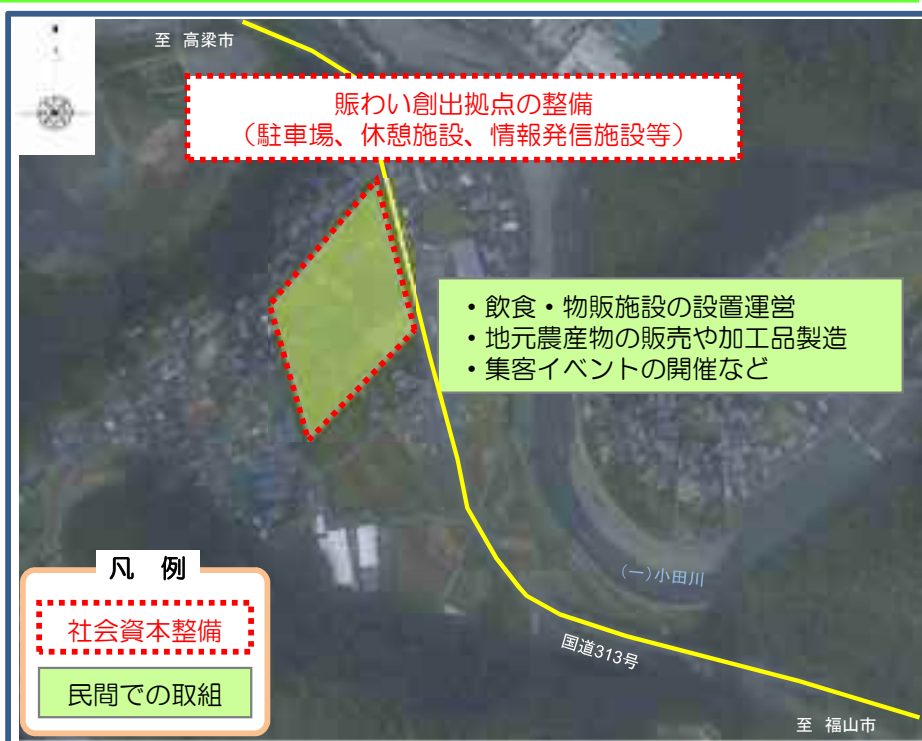 至 高梁市
賑わい創出拠点の整備
（駐車場、休憩施設、情報発信施設等）
・飲食・物販施設の設置運営
・地元農産物の販売や加工品製造
・集客イベントの開催など
(一)小田川
国道313号
至 福山市
凡 例
社会資本整備
民間での取組